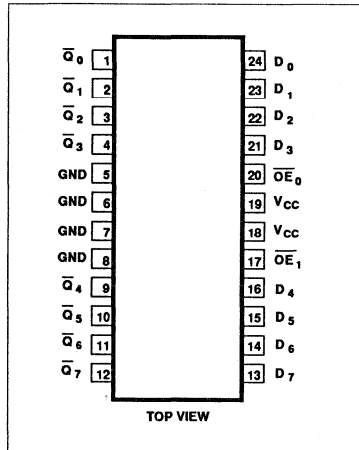 Q̅0 1 24 D0
Q̅1 2 23 D1
Q̅2 3 22 D2
Q̅3 4 21 D3
GND 5 20 O̅E̅0
GND 6 19 VCC
GND 7 18 VCC
GND 8 17 O̅E̅1
Q̅4 9 16 D4
Q̅5 10 15 D5
Q̅6 11 14 D6
Q̅7 12 13 D7
TOP VIEW